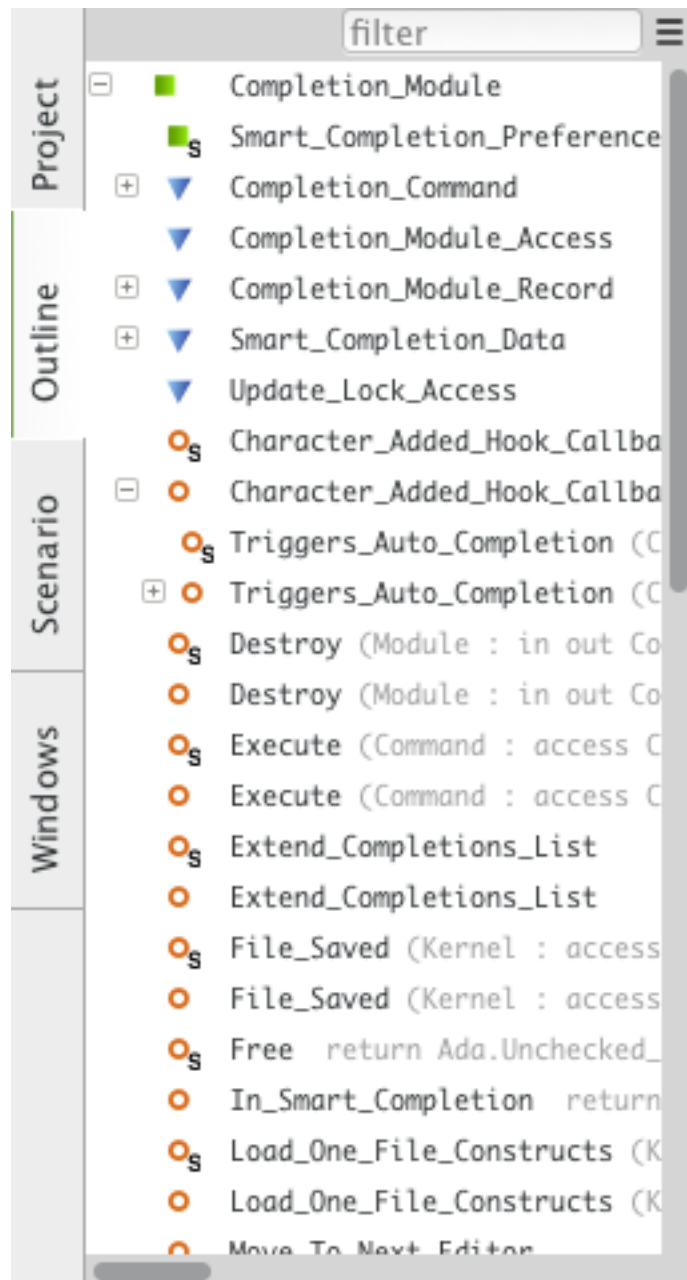 filter
Project
Outline
Scenario
Windows
Completion_Module
S Smart_Completion_Preference
Completion_Command
Completion_Module_Access
Completion_Module_Record
Smart_Completion_Data
Update_Lock_Access
S Character_Added_Hook_Callba
Character_Added_Hook_Callba
S Triggers_Auto_Completion (C
Triggers_Auto_Completion (C
S Destroy (Module : in out Co
Destroy (Module : in out Co
S Execute (Command : access C
Execute (Command : access C
S Extend_Completions_List
Extend_Completions_List
S File_Saved (Kernel : access
File_Saved (Kernel : access
S Free return Ada.Unchecked_
In_Smart_Completion return
S Load_One_File_Constructs (K
Load_One_File_Constructs (K
Move_To_Next_Editor